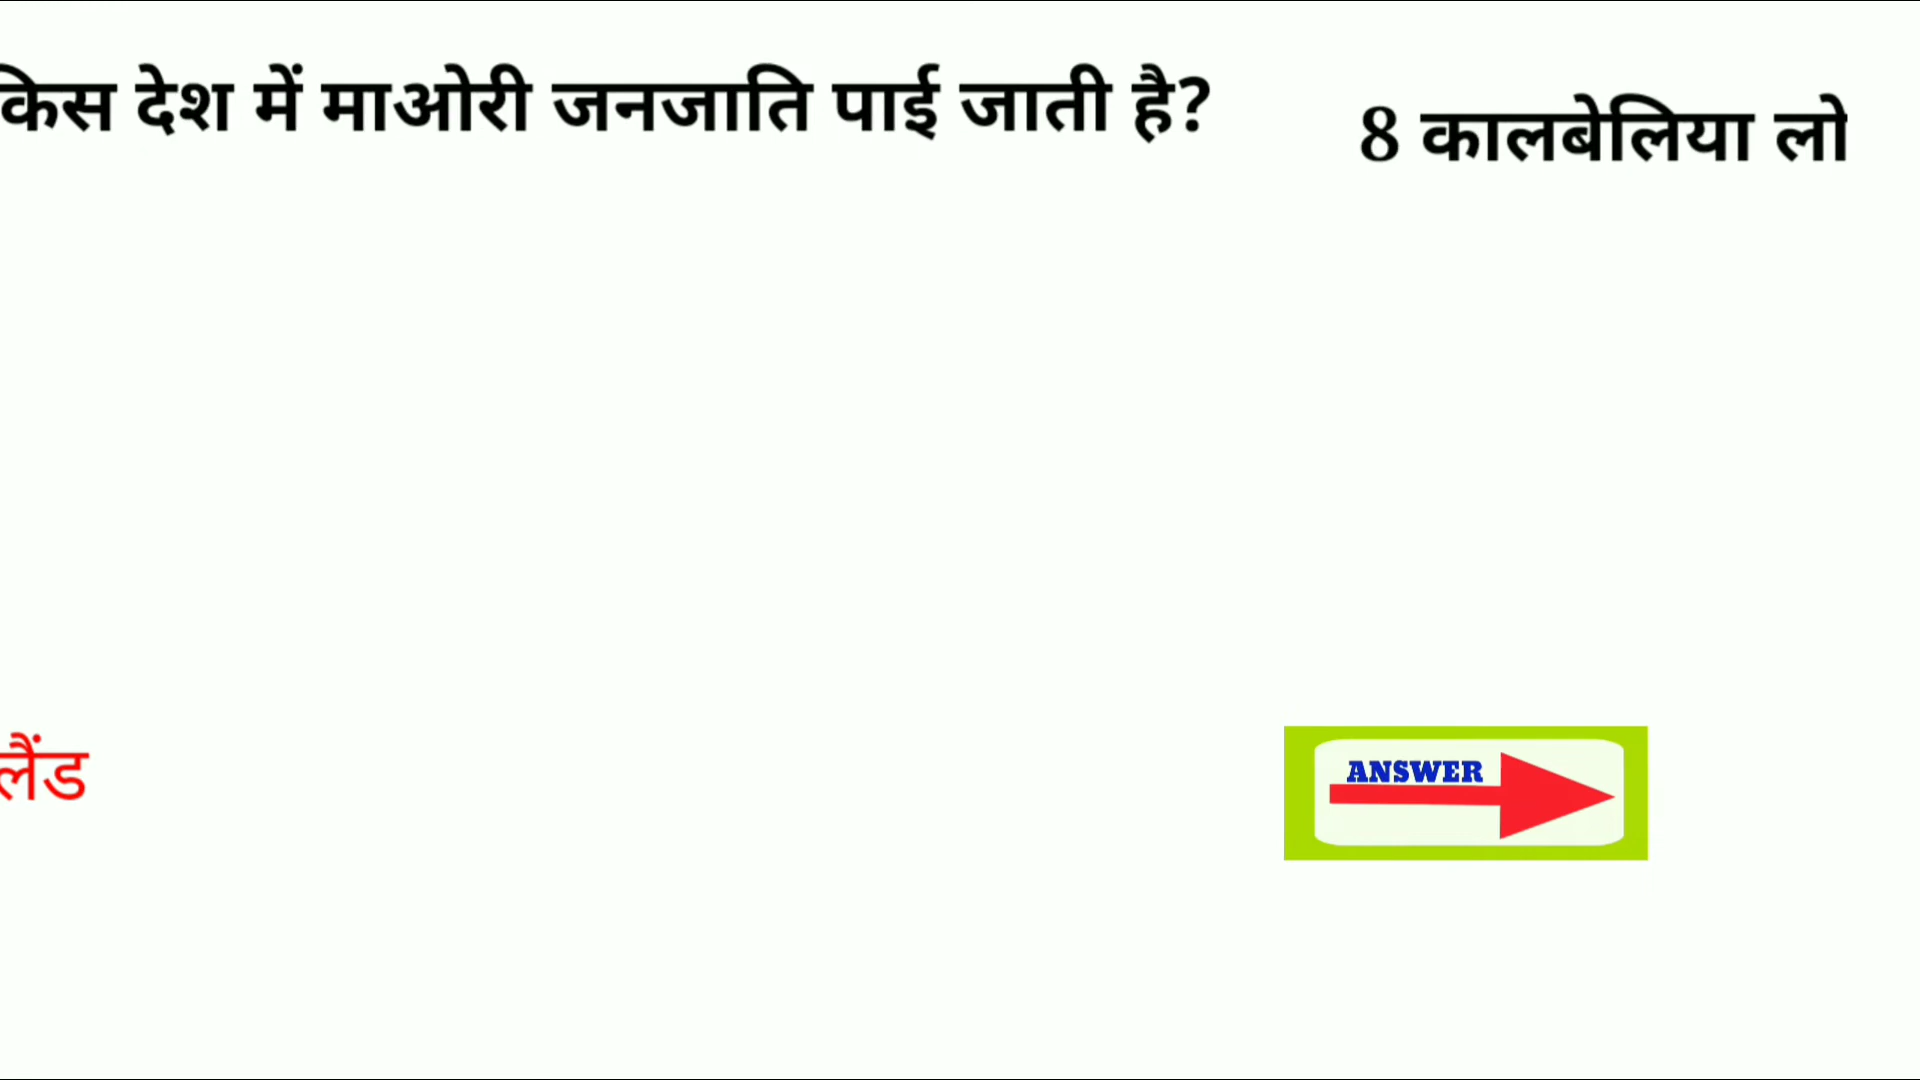 किस देश में माओरी जनजाति पाई जाती है?
8 कालबेलिया लो
लैंड
ANSWER